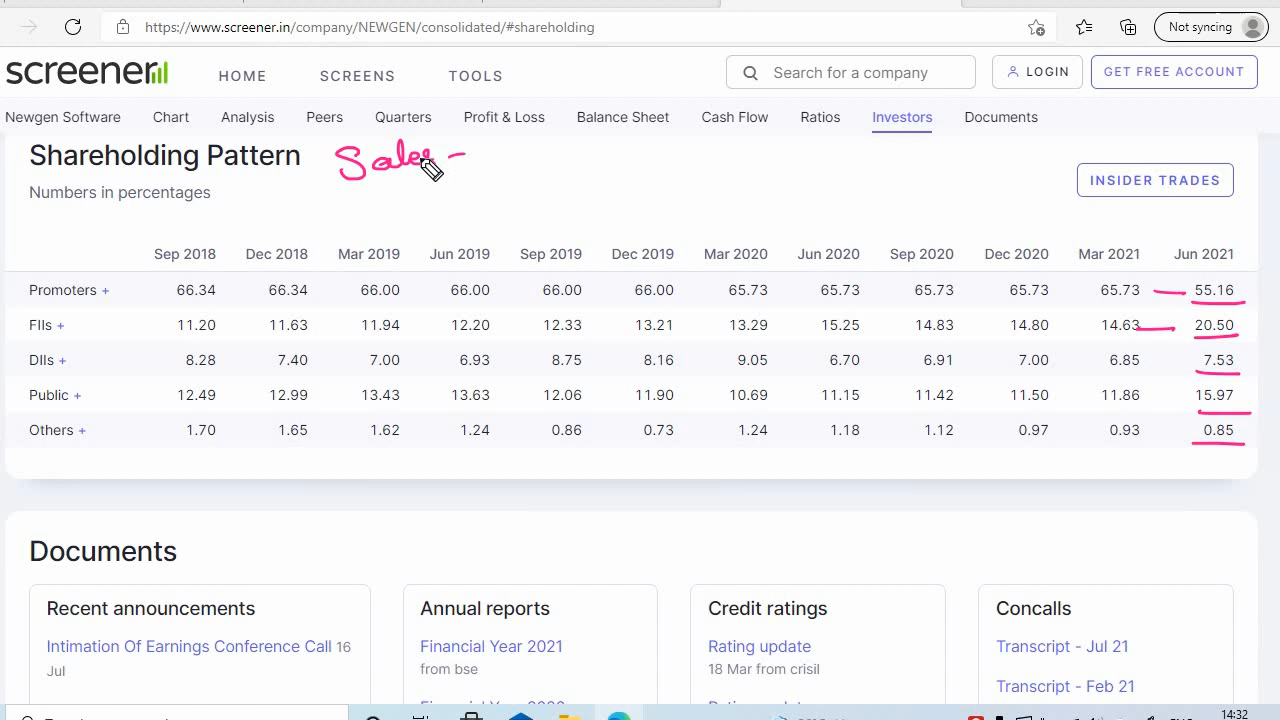 https://www.screener.in/company/NEWGEN/consolidated/#shareholding
Not syncing
screener HOME SCREENS TOOLS Search for a company LOGIN GET FREE ACCOUNT
Newgen Software Chart Analysis Peers Quarters Profit & Loss Balance Sheet Cash Flow Ratios Investors Documents
Shareholding Pattern Sales -
Numbers in percentages
INSIDER TRADES
Sep 2018 Dec 2018 Mar 2019 Jun 2019 Sep 2019 Dec 2019 Mar 2020 Jun 2020 Sep 2020 Dec 2020 Mar 2021 Jun 2021
Promoters + 66.34 66.34 66.00 66.00 66.00 66.00 65.73 65.73 65.73 65.73 65.73 55.16
FIIs + 11.20 11.63 11.94 12.20 12.33 13.21 13.29 15.25 14.83 14.80 14.63 20.50
DIIs + 8.28 7.40 7.00 6.93 8.75 8.16 9.05 6.70 6.91 7.00 6.85 7.53
Public + 12.49 12.99 13.43 13.63 12.06 11.90 10.69 11.15 11.42 11.50 11.86 15.97
Others + 1.70 1.65 1.62 1.24 0.86 0.73 1.24 1.18 1.12 0.97 0.93 0.85
Documents
Recent announcements
Intimation Of Earnings Conference Call 16
Jul
Annual reports
Financial Year 2021
from bse
Credit ratings
Rating update
18 Mar from crisil
Concalls
Transcript - Jul 21
Transcript - Feb 21
14:32